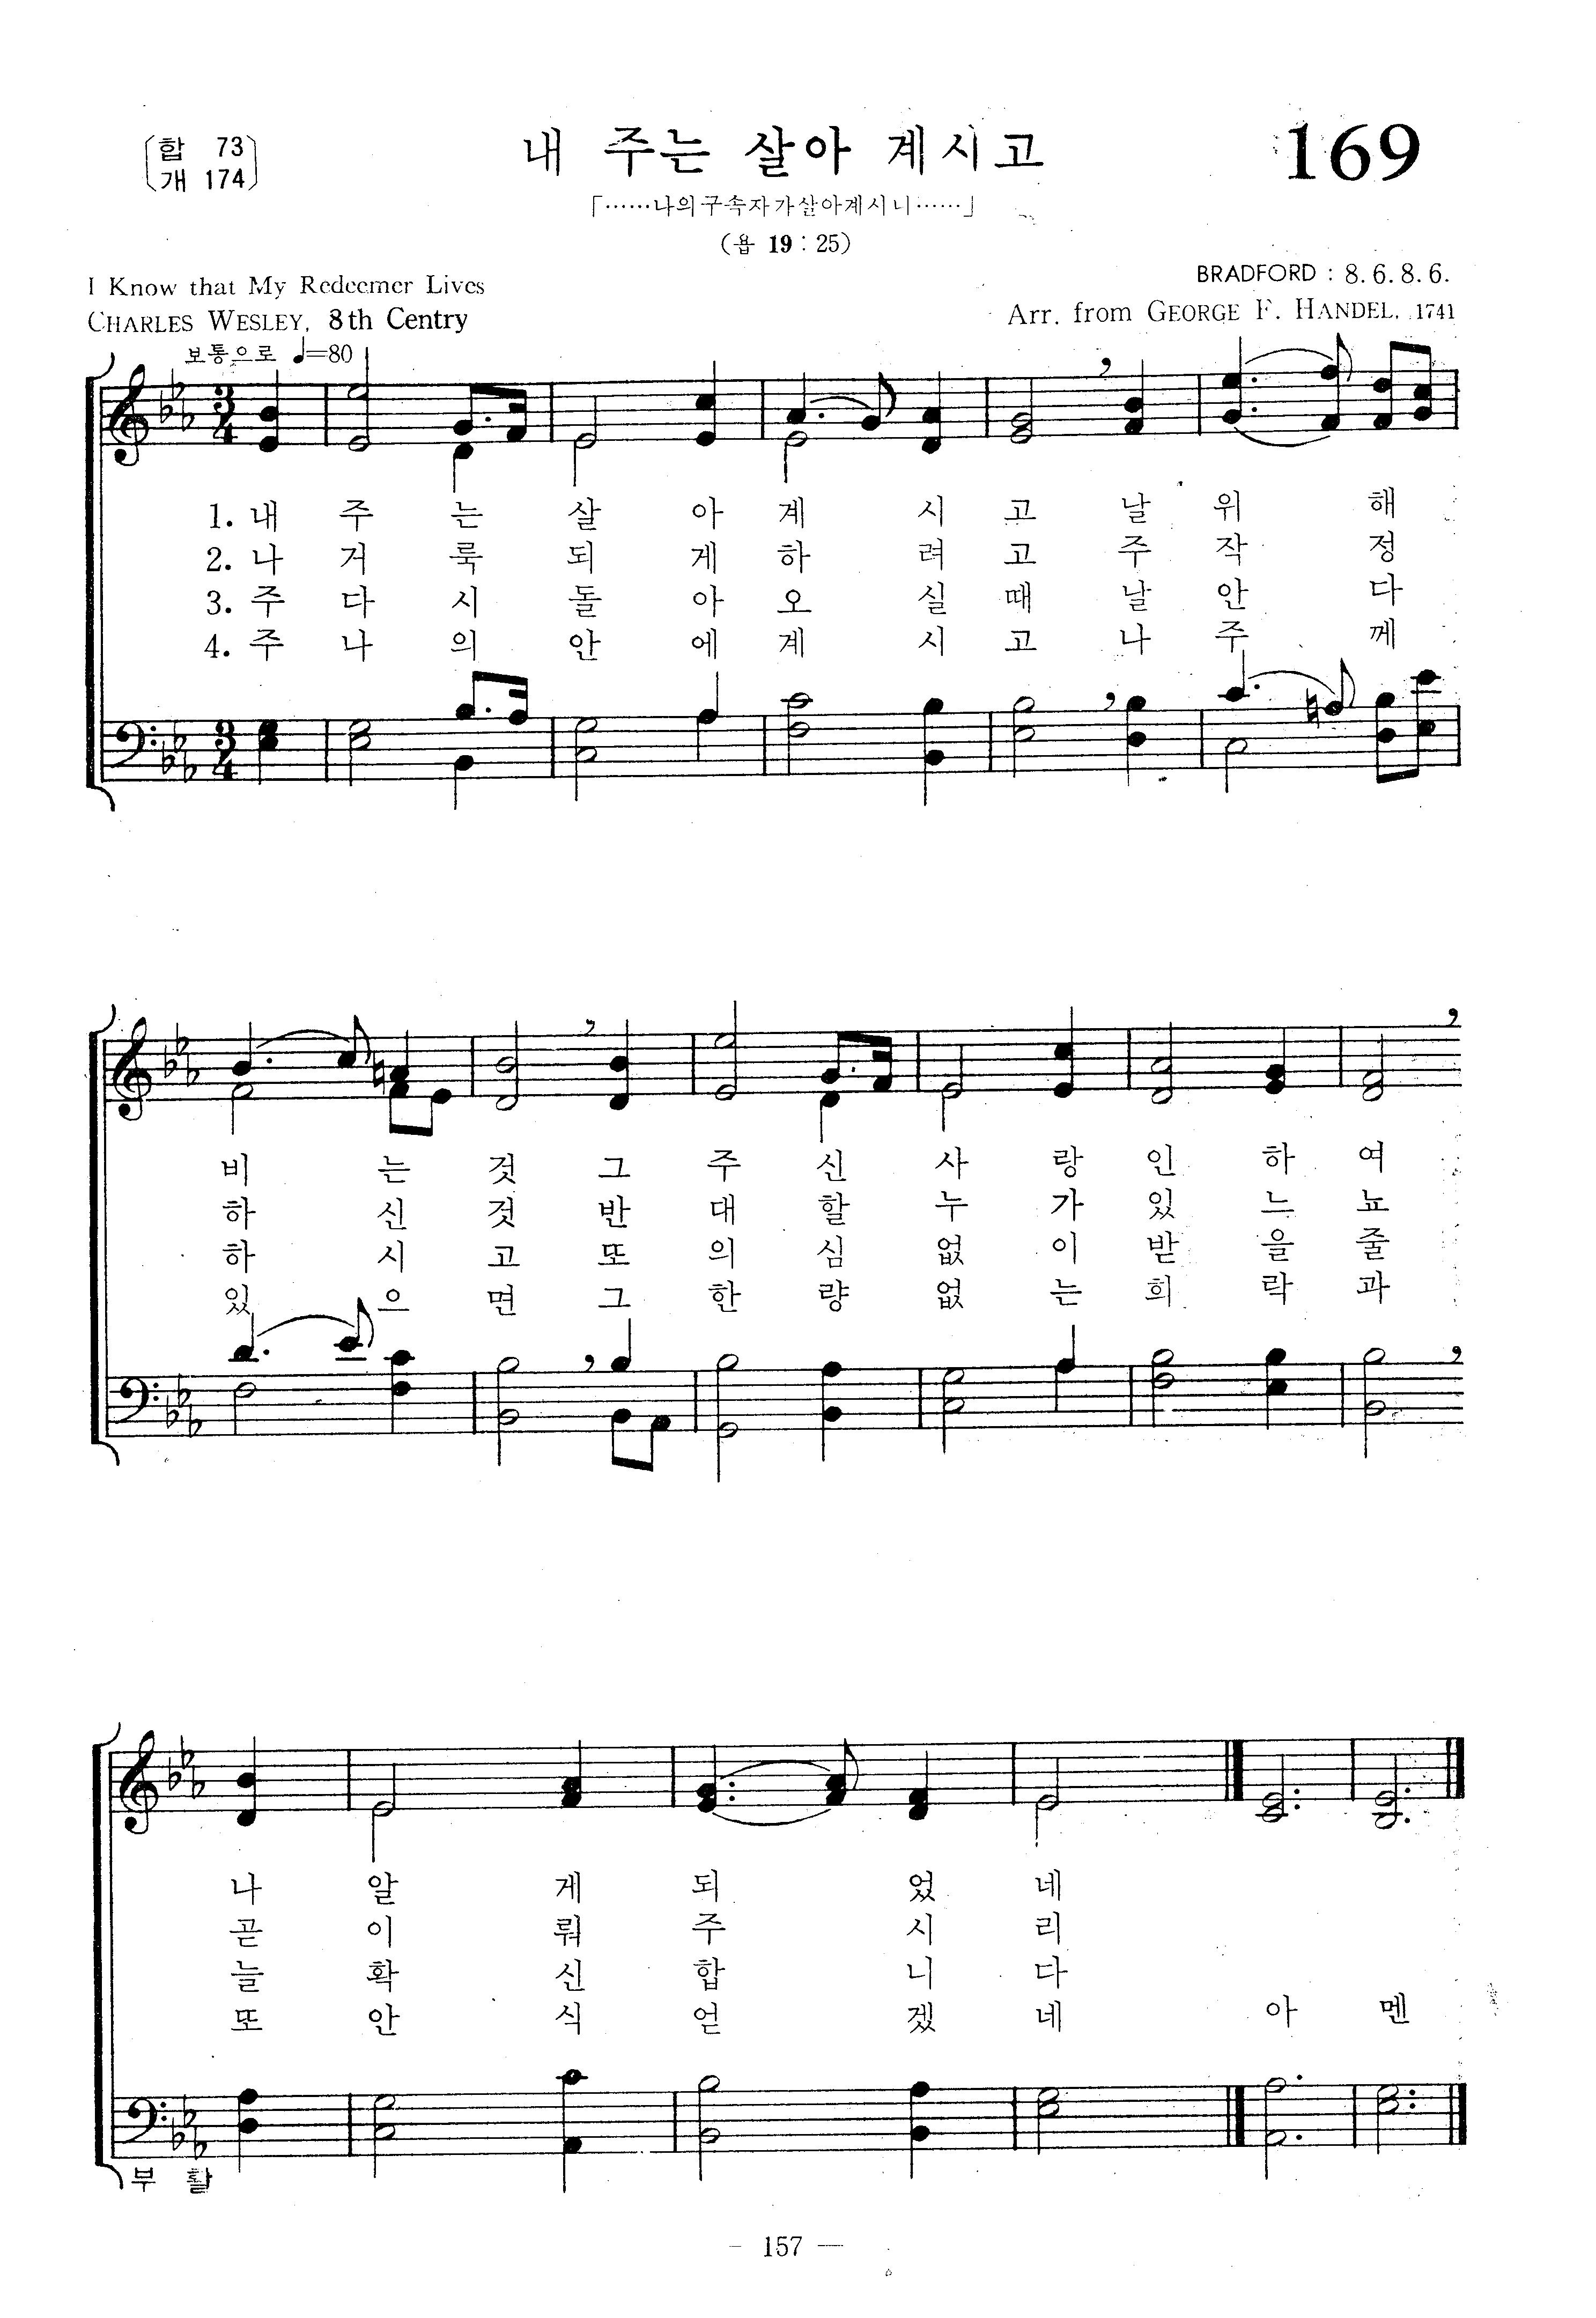 합 73
개 174
내 주는 살아 계시고
169
「……나의구속자가살아계시니……」
(욥 19 : 25)
I Know that My Redeemer Lives
BRADFORD : 8.6.8.6.
CHARLES WESLEY, 8th Centry
Arr. from GEORGE F. HANDEL, 1741
보통으로 ♩=80
1. 내 주 는 살 아 계 시 고 날 위 해
2. 나 거 룩 되 게 하 려 고 주 작 정
3. 주 다 시 돌 아 오 실 때 날 안 다
4. 주 나 의 안 에 계 시 고 나 주 께
비 는 것 그 주 신 사 랑 인 하 여
하 신 것 반 대 할 누 가 있 느 뇨
하 시 고 또 의 심 없 이 받 을 줄
있 으 면 그 한 량 없 는 희 락 과
나 알 게 되 었 네
곧 이 뤄 주 시 리
늘 확 신 합 니 다
또 안 식 얻 겠 네 아 멘
부 활
– 157 —